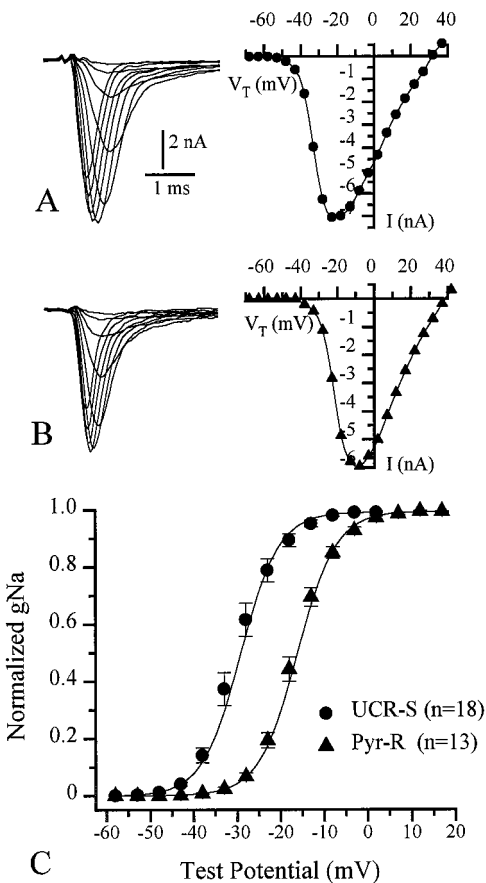 -60 -40 -20 0 20 40
V_T (mV)
-1
-2
-3
-4
-5
-6
-7
I (nA)
2 nA
1 ms
A
-60 -40 -20 0 20 40
V_T (mV)
-1
-2
-3
-4
-5
-6
I (nA)
B
1.0
0.8
0.6
0.4
0.2
0
Normalized gNa
UCR-S (n=18)
Pyr-R (n=13)
-60 -50 -40 -30 -20 -10 0 10 20
C
Test Potential (mV)